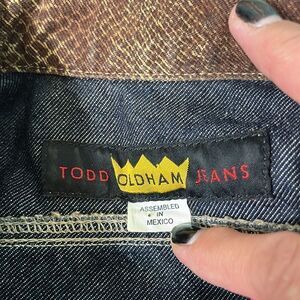 TODD OLDHAM JEANS
ASSEMBLED
IN
MEXICO